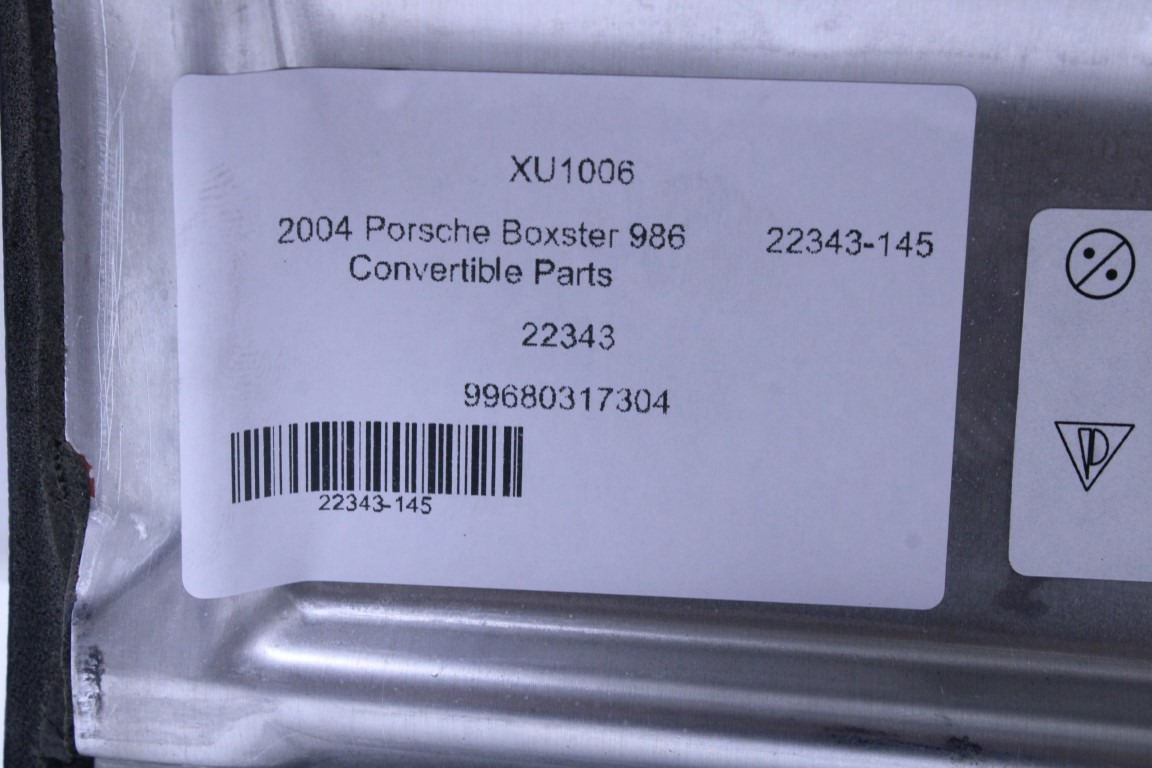 XU1006
2004 Porsche Boxster 986 22343-145
Convertible Parts
22343
99680317304
22343-145